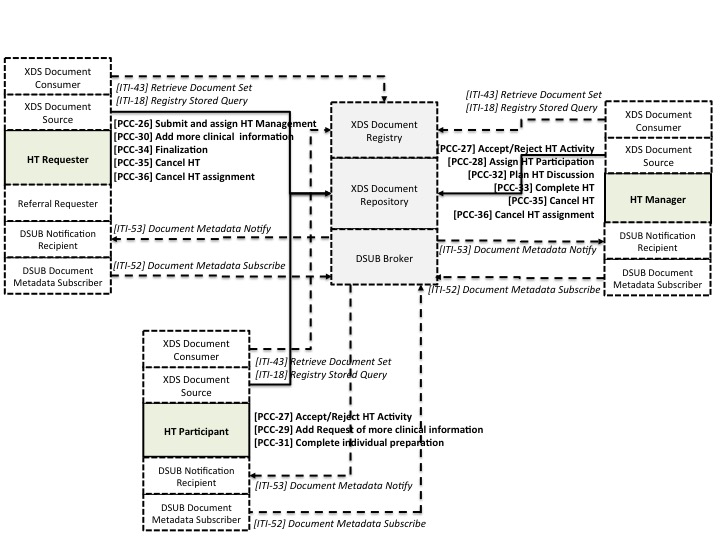 XDS Document
Consumer
XDS Document
Source
HT Requester
Referral Requester
DSUB Notification
Recipient
DSUB Document
Metadata Subscriber
[ITI-43] Retrieve Document Set
[ITI-18] Registry Stored Query
[PCC-26] Submit and assign HT Management
[PCC-30] Add more clinical information
[PCC-34] Finalization
[PCC-35] Cancel HT
[PCC-36] Cancel HT assignment
[ITI-53] Document Metadata Notify
[ITI-52] Document Metadata Subscribe
XDS Document
Registry
XDS Document
Repository
DSUB Broker
[ITI-43] Retrieve Document Set
[ITI-18] Registry Stored Query
[PCC-27] Accept/Reject HT Activity
[PCC-28] Assign HT Participation
[PCC-32] Plan HT Discussion
[PCC-33] Complete HT
[PCC-35] Cancel HT
[PCC-36] Cancel HT assignment
[ITI-53] Document Metadata Notify
[ITI-52] Document Metadata Subscribe
XDS Document
Consumer
XDS Document
Source
HT Manager
DSUB Notification
Recipient
DSUB Document
Metadata Subscriber
XDS Document
Consumer
XDS Document
Source
HT Participant
DSUB Notification
Recipient
DSUB Document
Metadata Subscriber
[ITI-43] Retrieve Document Set
[ITI-18] Registry Stored Query
[PCC-27] Accept/Reject HT Activity
[PCC-29] Add Request of more clinical information
[PCC-31] Complete individual preparation
[ITI-53] Document Metadata Notify
[ITI-52] Document Metadata Subscribe